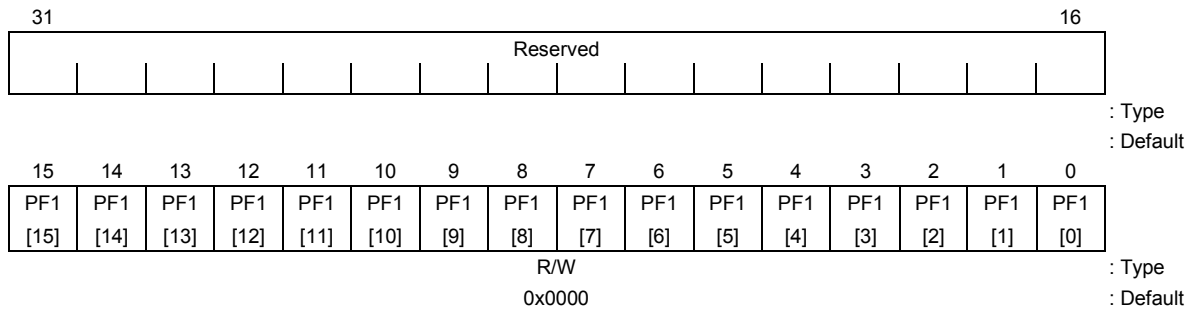 31 16
Reserved
: Type
: Default
15 14 13 12 11 10 9 8 7 6 5 4 3 2 1 0
PF1 PF1 PF1 PF1 PF1 PF1 PF1 PF1 PF1 PF1 PF1 PF1 PF1 PF1 PF1 PF1
[15] [14] [13] [12] [11] [10] [9] [8] [7] [6] [5] [4] [3] [2] [1] [0]
R/W : Type
0x0000 : Default